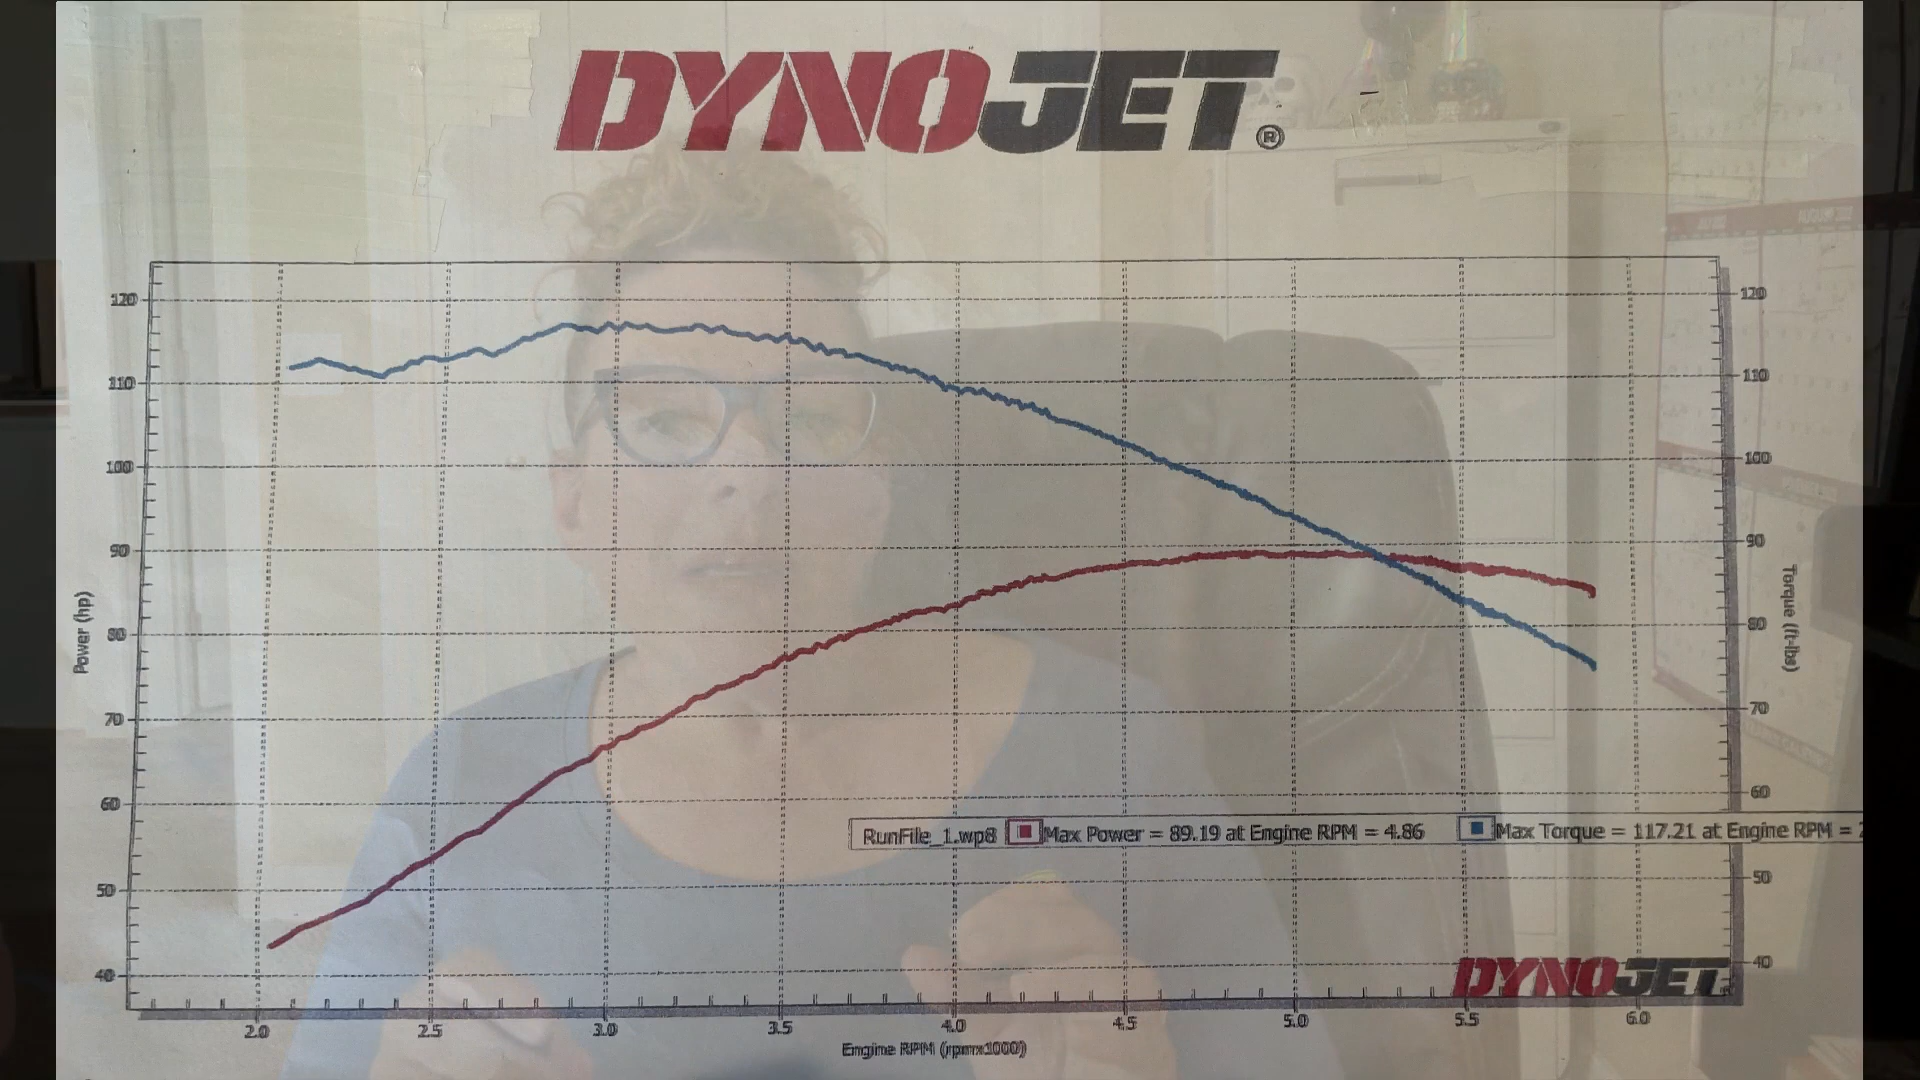 DYNOJET®
120 120
110 110
100 100
90 90
Power (hp)
Torque (ft-lbs)
80 80
70 70
60 60
RunFile_1.wp8 Max Power = 89.19 at Engine RPM = 4.86 Max Torque = 117.21 at Engine RPM = 2
50 50
40 40
DYNOJET
2.0 2.5 3.0 3.5 4.0 4.5 5.0 5.5 6.0
Engine RPM (rpmx1000)